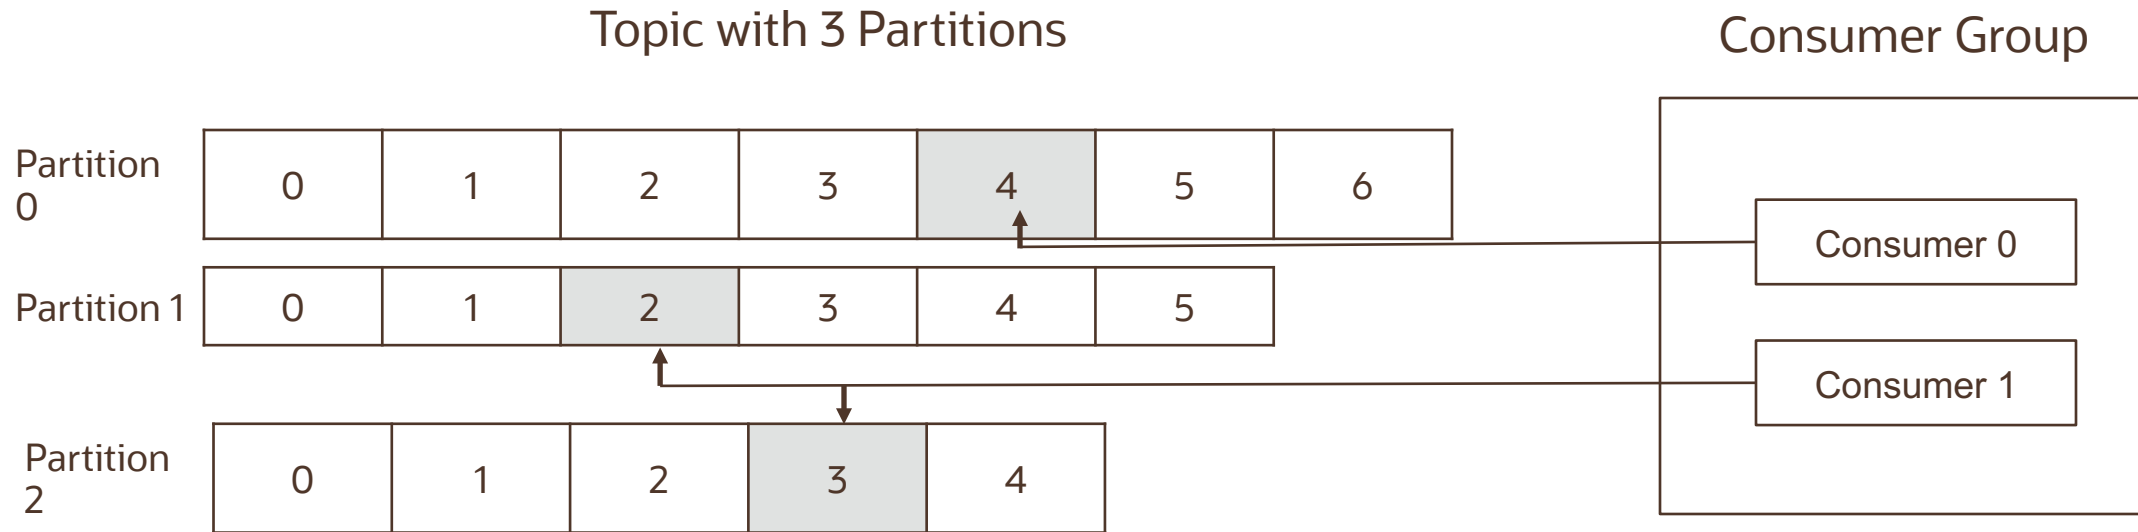 Topic with 3 Partitions
Consumer Group
Partition
0
0 1 2 3 4 5 6
Consumer 0
Partition 1
0 1 2 3 4 5
Consumer 1
Partition
2
0 1 2 3 4